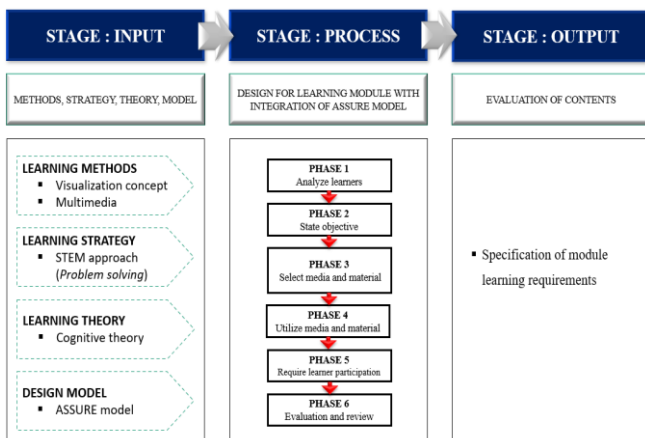 STAGE : INPUT
METHODS, STRATEGY, THEORY, MODEL
LEARNING METHODS
▪ Visualization concept
▪ Multimedia
LEARNING STRATEGY
▪ STEM approach
(Problem solving)
LEARNING THEORY
▪ Cognitive theory
DESIGN MODEL
▪ ASSURE model
STAGE : PROCESS
DESIGN FOR LEARNING MODULE WITH
INTEGRATION OF ASSURE MODEL
PHASE 1
Analyze learners
PHASE 2
State objective
PHASE 3
Select media and material
PHASE 4
Utilize media and material
PHASE 5
Require learner participation
PHASE 6
Evaluation and review
STAGE : OUTPUT
EVALUATION OF CONTENTS
▪ Specification of module
learning requirements